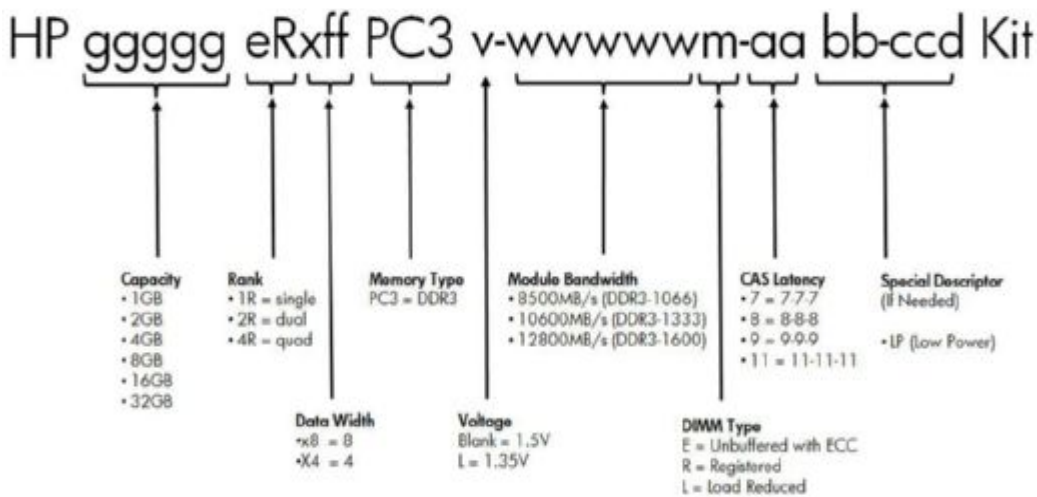 HP ggggg eRxff PC3 v-wwwwwm-aa bb-ccd Kit
Capacity
• 1GB
• 2GB
• 4GB
• 8GB
• 16GB
• 32GB
Rank
• 1R = single
• 2R = dual
• 4R = quad
Memory Type
PC3 = DDR3
Module Bandwidth
• 8500MB/s (DDR3-1066)
• 10600MB/s (DDR3-1333)
• 12800MB/s (DDR3-1600)
CAS Latency
• 7 = 7-7-7
• 8 = 8-8-8
• 9 = 9-9-9
• 11 = 11-11-11
Special Descriptor
(If Needed)
• LP (Low Power)
Data Width
•x8 = 8
•X4 = 4
Voltage
Blank = 1.5V
L = 1.35V
DIMM Type
E = Unbuffered with ECC
R = Registered
L = Load Reduced